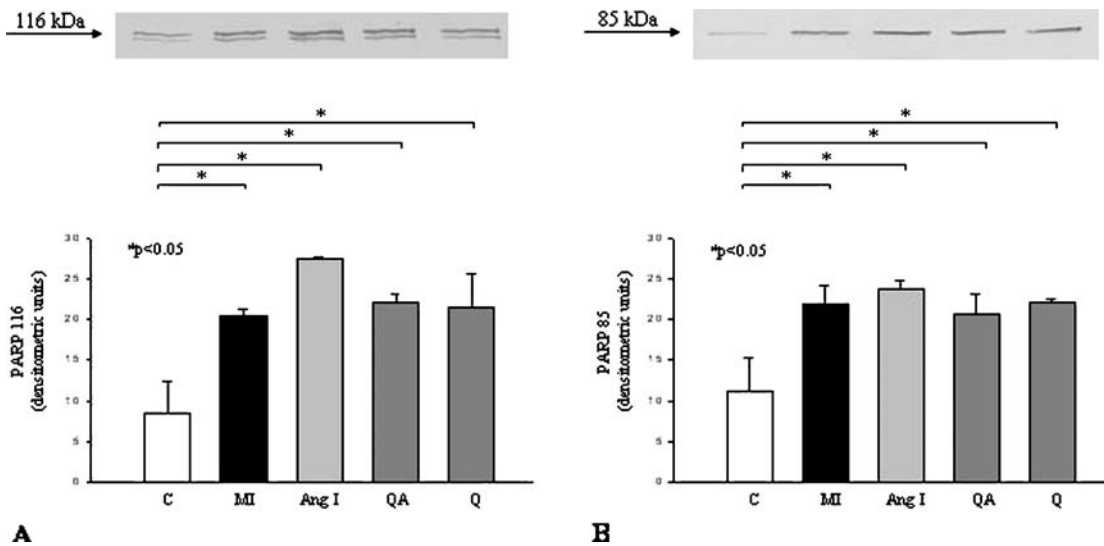 116 kDa
*
*
*
*
*p<0.05
PARP 116
(densitometric units)
30
25
20
15
10
5
0
C MI Ang I QA Q
A
85 kDa
*
*
*
*
*p<0.05
PARP 85
(densitometric units)
30
25
20
15
10
5
0
C MI Ang I QA Q
B